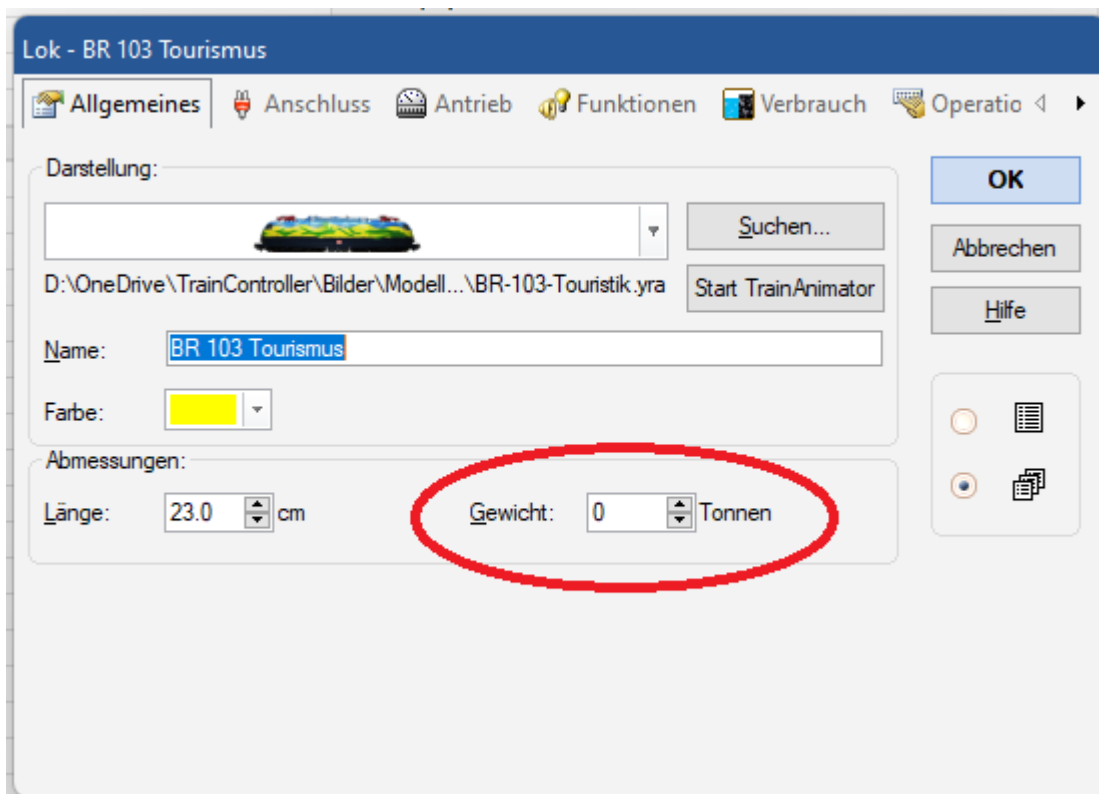 Lok - BR 103 Tourismus
Allgemeines Anschluss Antrieb Funktionen Verbrauch Operatio
Darstellung:
OK
Suchen...
Abbrechen
D:\OneDrive\TrainController\Bilder\Modell...\BR-103-Touristik.yra Start TrainAnimator
Hilfe
Name: BR 103 Tourismus
Farbe:
Abmessungen:
Länge: 23.0 cm Gewicht: 0 Tonnen